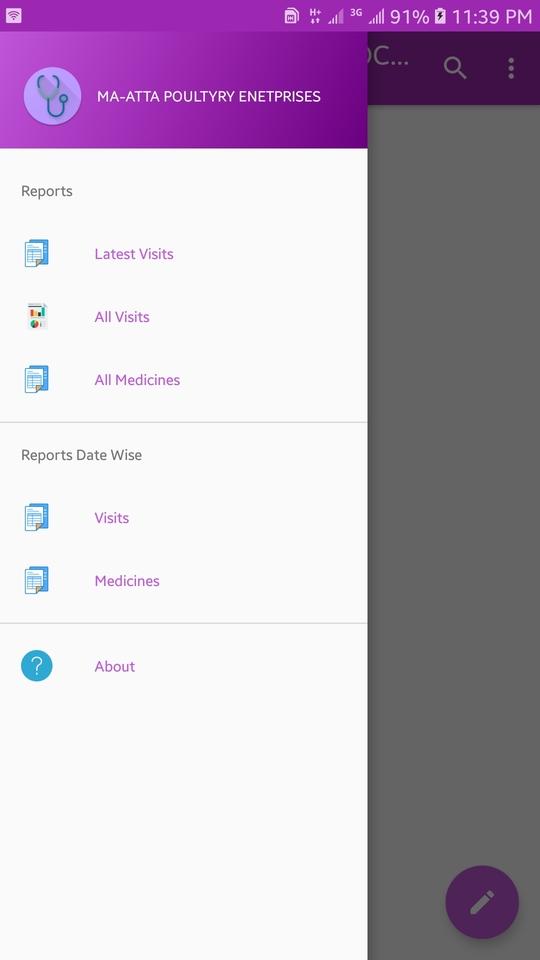 H+ 3G 91% 11:39 PM
MA-ATTA POULTYRY ENETPRISES
Reports
Latest Visits
All Visits
All Medicines
Reports Date Wise
Visits
Medicines
About